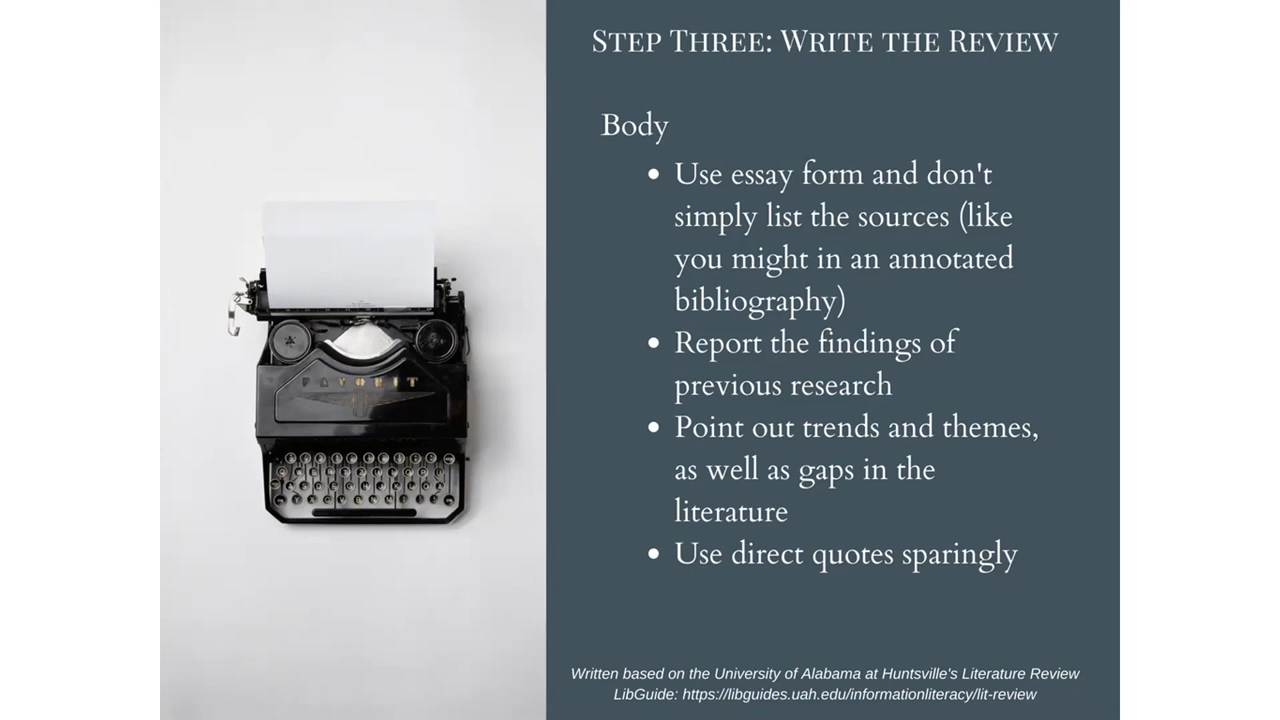 Step Three: Write the Review
Body
• Use essay form and don't
simply list the sources (like
you might in an annotated
bibliography)
• Report the findings of
previous research
• Point out trends and themes,
as well as gaps in the
literature
• Use direct quotes sparingly
FAVORIT
Written based on the University of Alabama at Huntsville's Literature Review
LibGuide: https://libguides.uah.edu/informationliteracy/lit-review